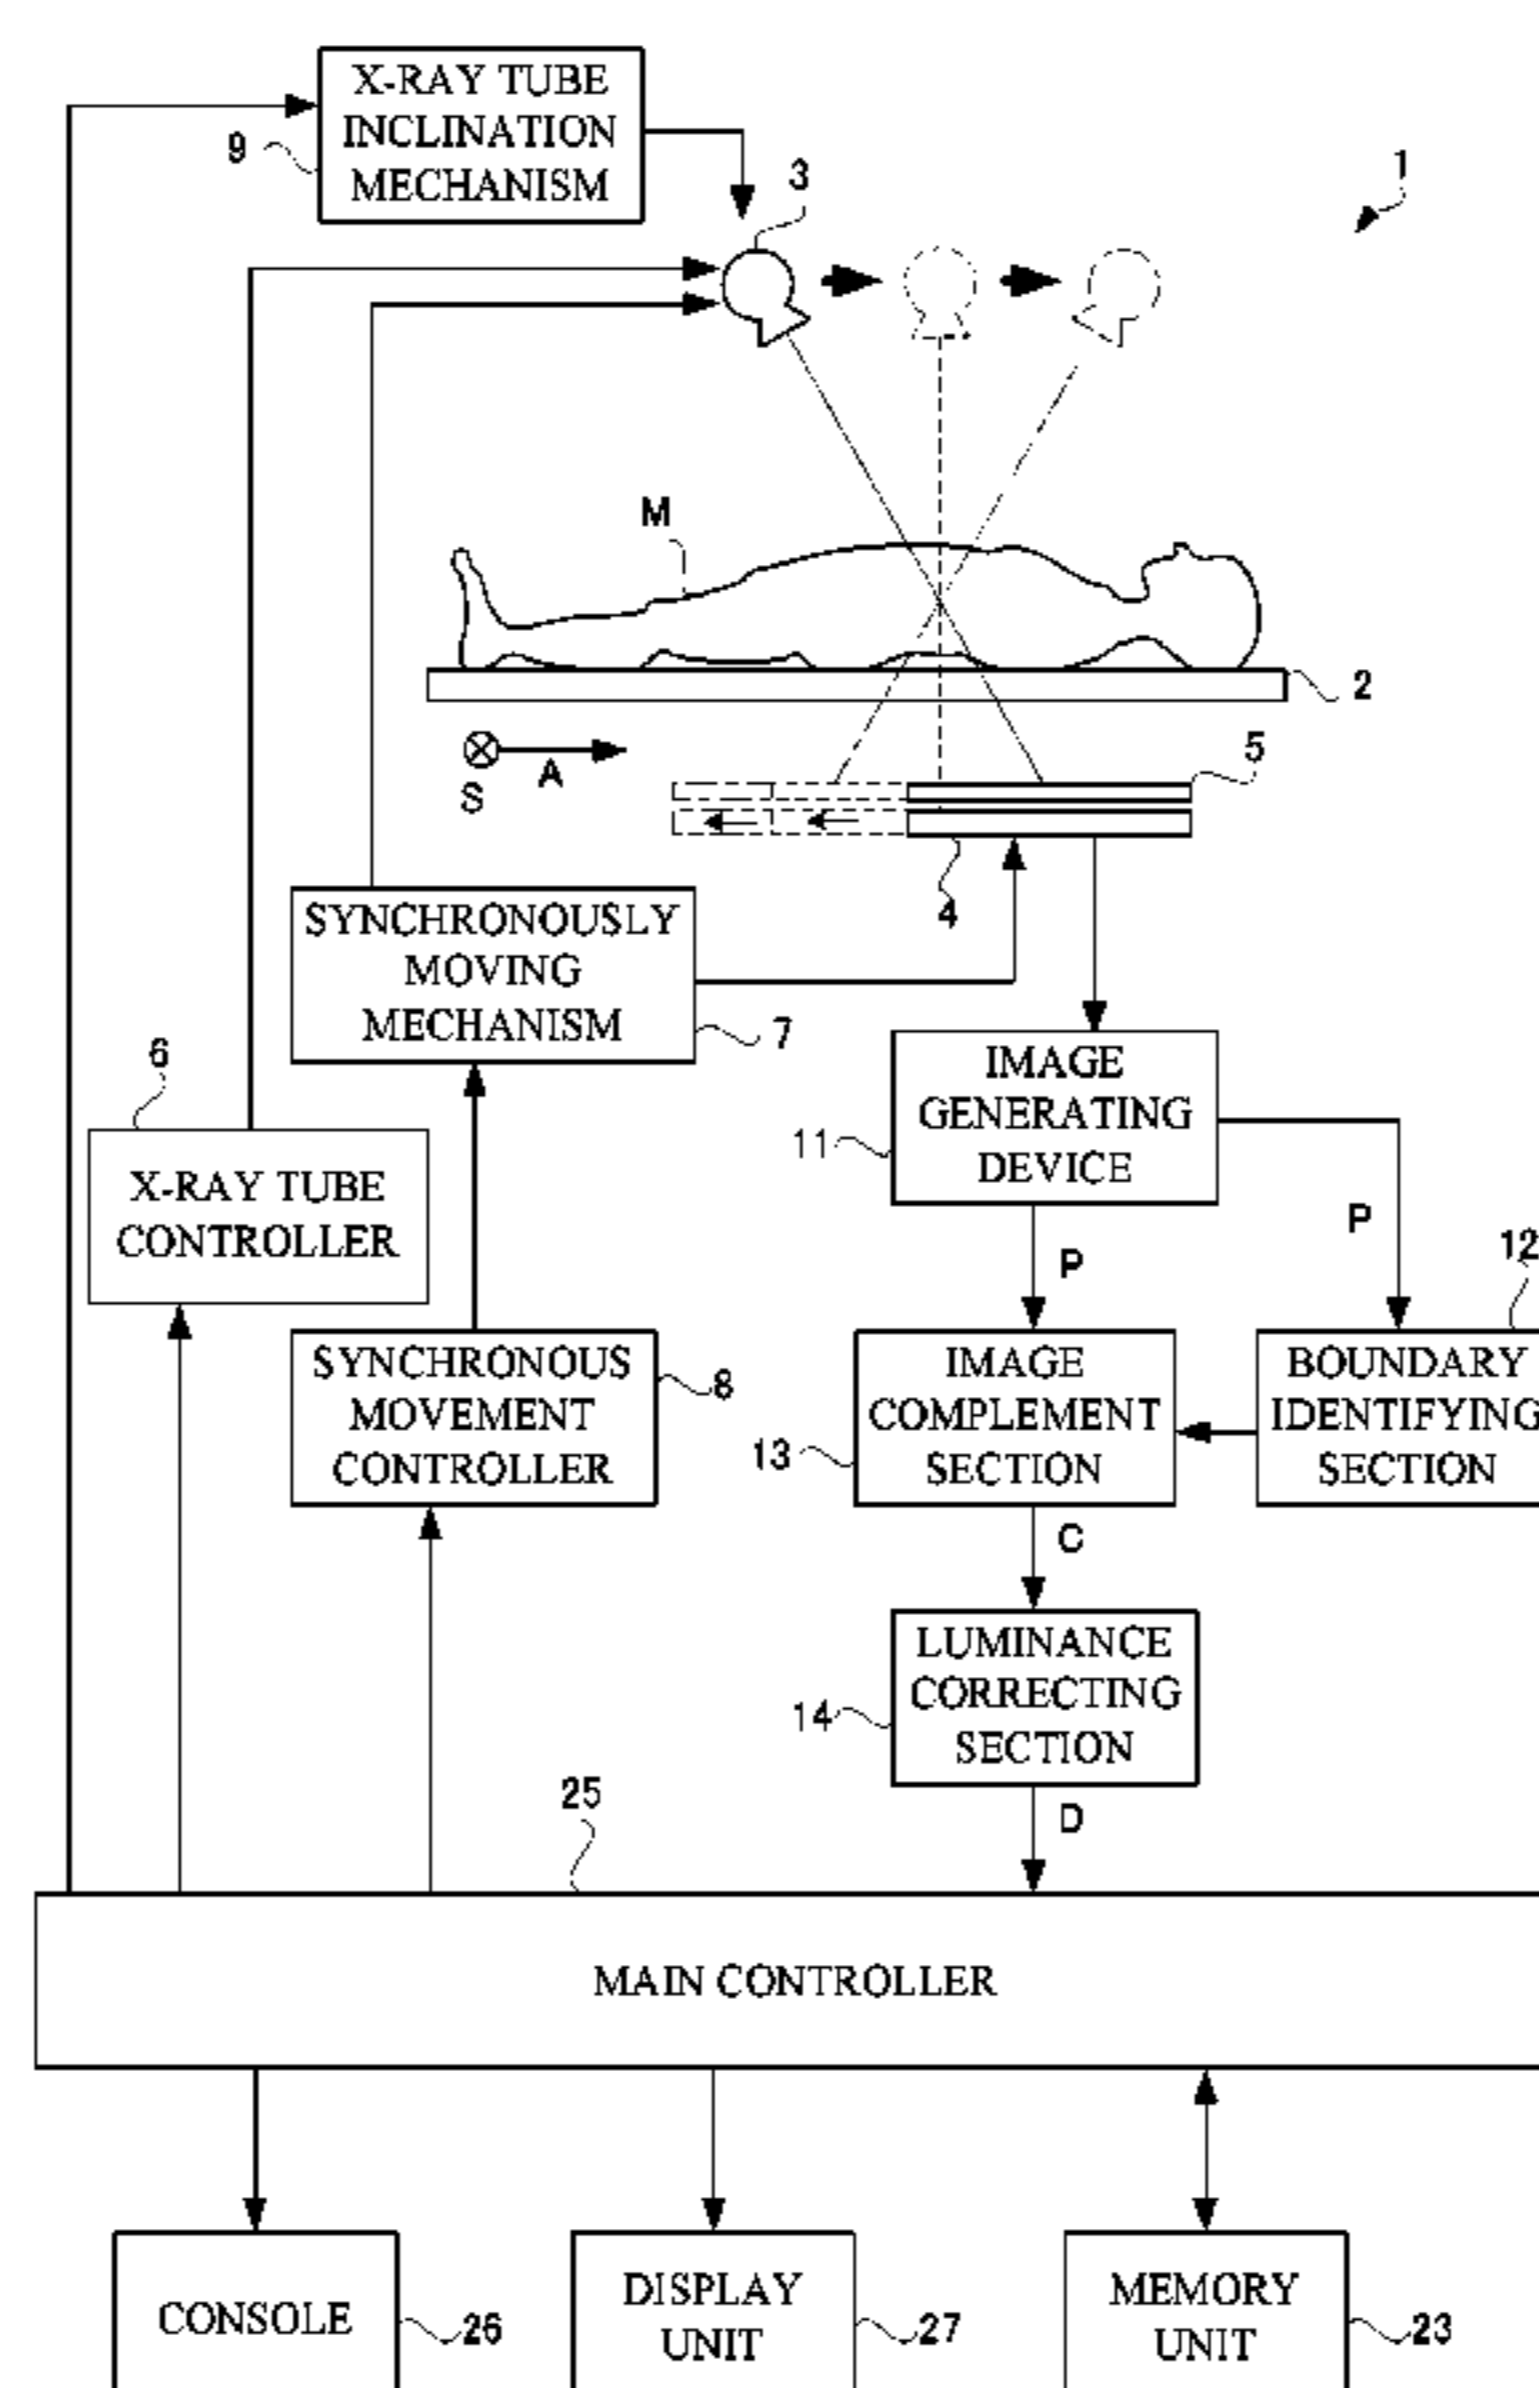 X-RAY TUBE
INCLINATION
MECHANISM
9
3
1
M
2
S
A
5
4
SYNCHRONOUSLY
MOVING
MECHANISM
7
6
X-RAY TUBE
CONTROLLER
IMAGE
GENERATING
DEVICE
11
P
P
12
SYNCHRONOUS
MOVEMENT
CONTROLLER
8
IMAGE
COMPLEMENT
SECTION
13
BOUNDARY
IDENTIFYING
SECTION
C
LUMINANCE
CORRECTING
SECTION
14
D
25
MAIN CONTROLLER
CONSOLE
26
DISPLAY
UNIT
27
MEMORY
UNIT
23